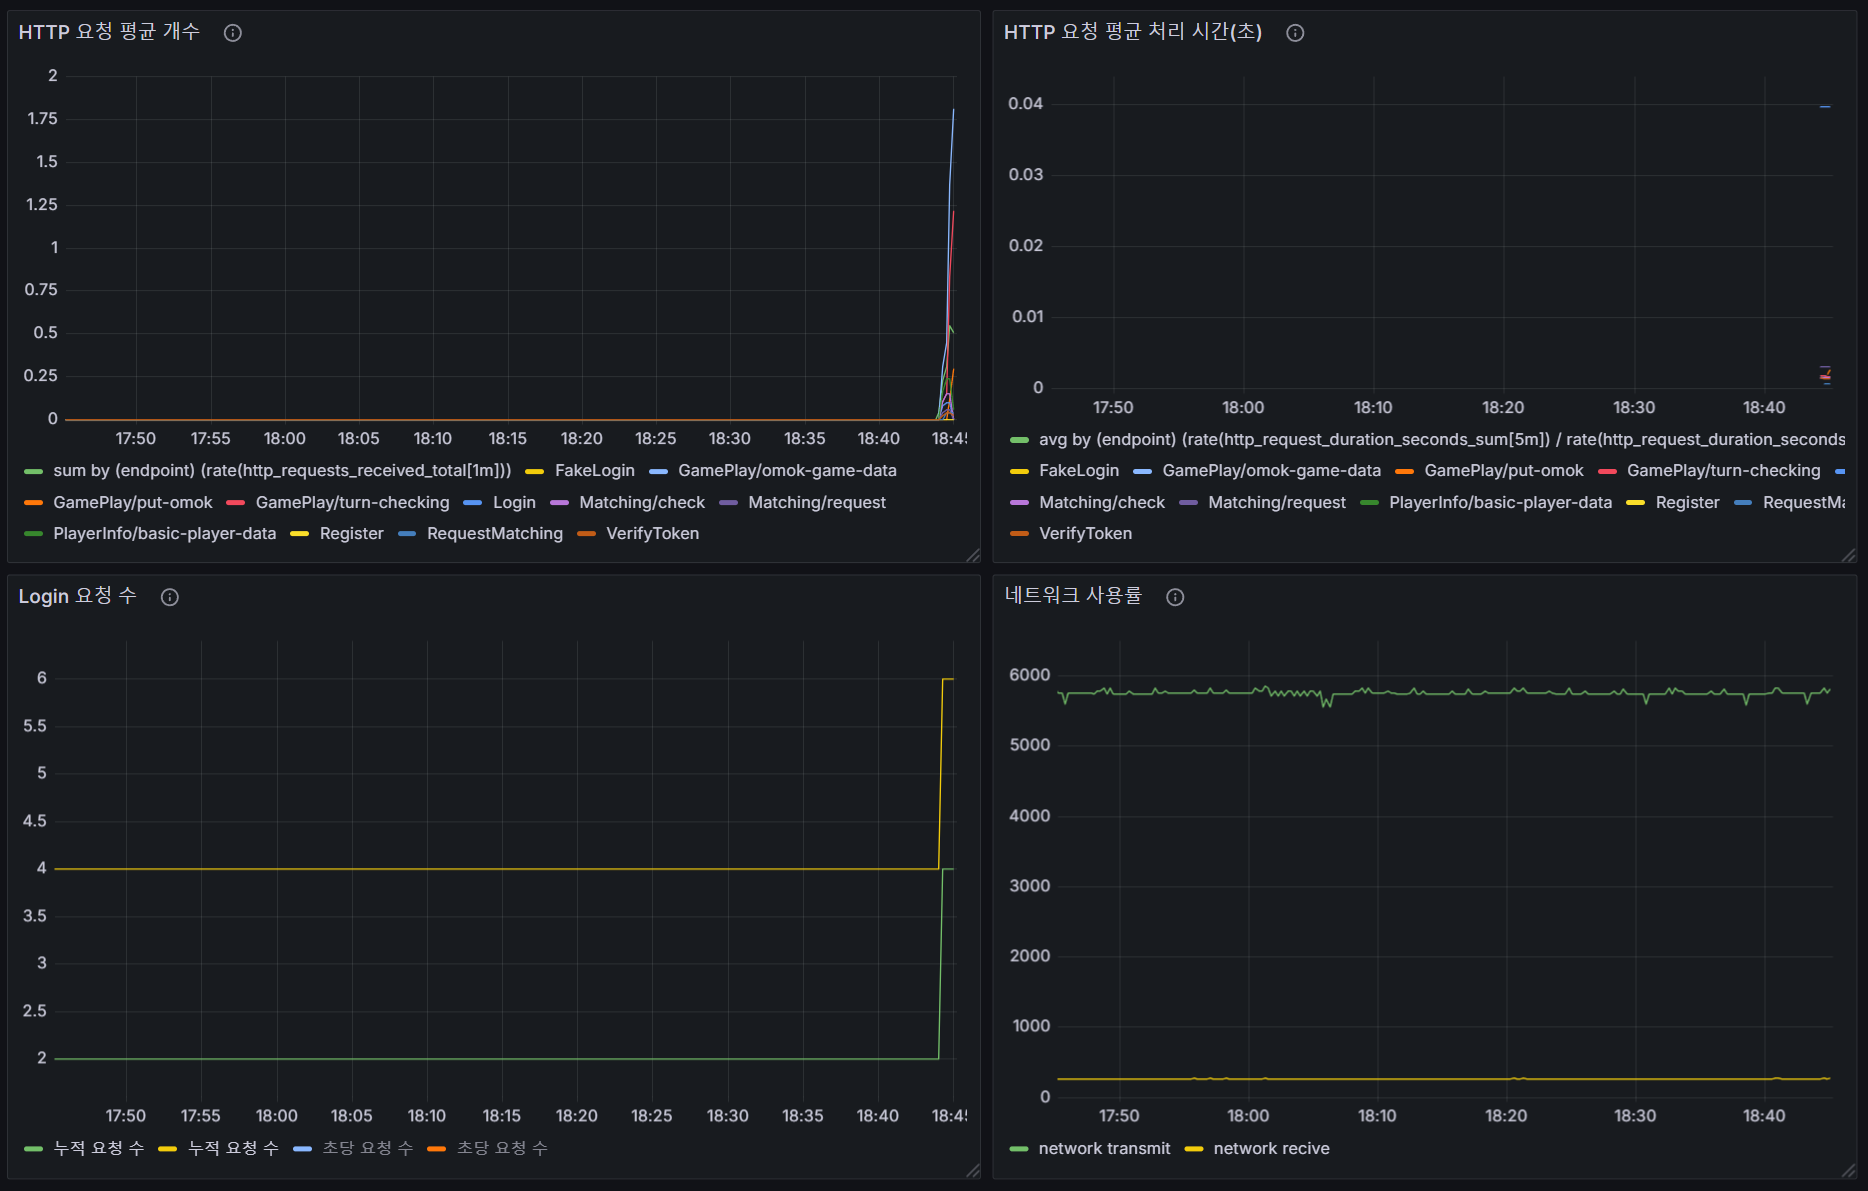 HTTP 요청 평균 개수
2
1.75
1.5
1.25
1
0.75
0.5
0.25
0
17:50 17:55 18:00 18:05 18:10 18:15 18:20 18:25 18:30 18:35 18:40 18:45
sum by (endpoint) (rate(http_requests_received_total[1m])) FakeLogin GamePlay/omok-game-data
GamePlay/put-omok GamePlay/turn-checking Login Matching/check Matching/request
PlayerInfo/basic-player-data Register RequestMatching VerifyToken
HTTP 요청 평균 처리 시간(초)
0.04
0.03
0.02
0.01
0
17:50 18:00 18:10 18:20 18:30 18:40
avg by (endpoint) (rate(http_request_duration_seconds_sum[5m]) / rate(http_request_duration_seconds
FakeLogin GamePlay/omok-game-data GamePlay/put-omok GamePlay/turn-checking
Matching/check Matching/request PlayerInfo/basic-player-data Register RequestMa
VerifyToken
Login 요청 수
6
5.5
5
4.5
4
3.5
3
2.5
2
17:50 17:55 18:00 18:05 18:10 18:15 18:20 18:25 18:30 18:35 18:40 18:45
누적 요청 수 누적 요청 수 초당 요청 수 초당 요청 수
네트워크 사용률
6000
5000
4000
3000
2000
1000
0
17:50 18:00 18:10 18:20 18:30 18:40
network transmit network recive